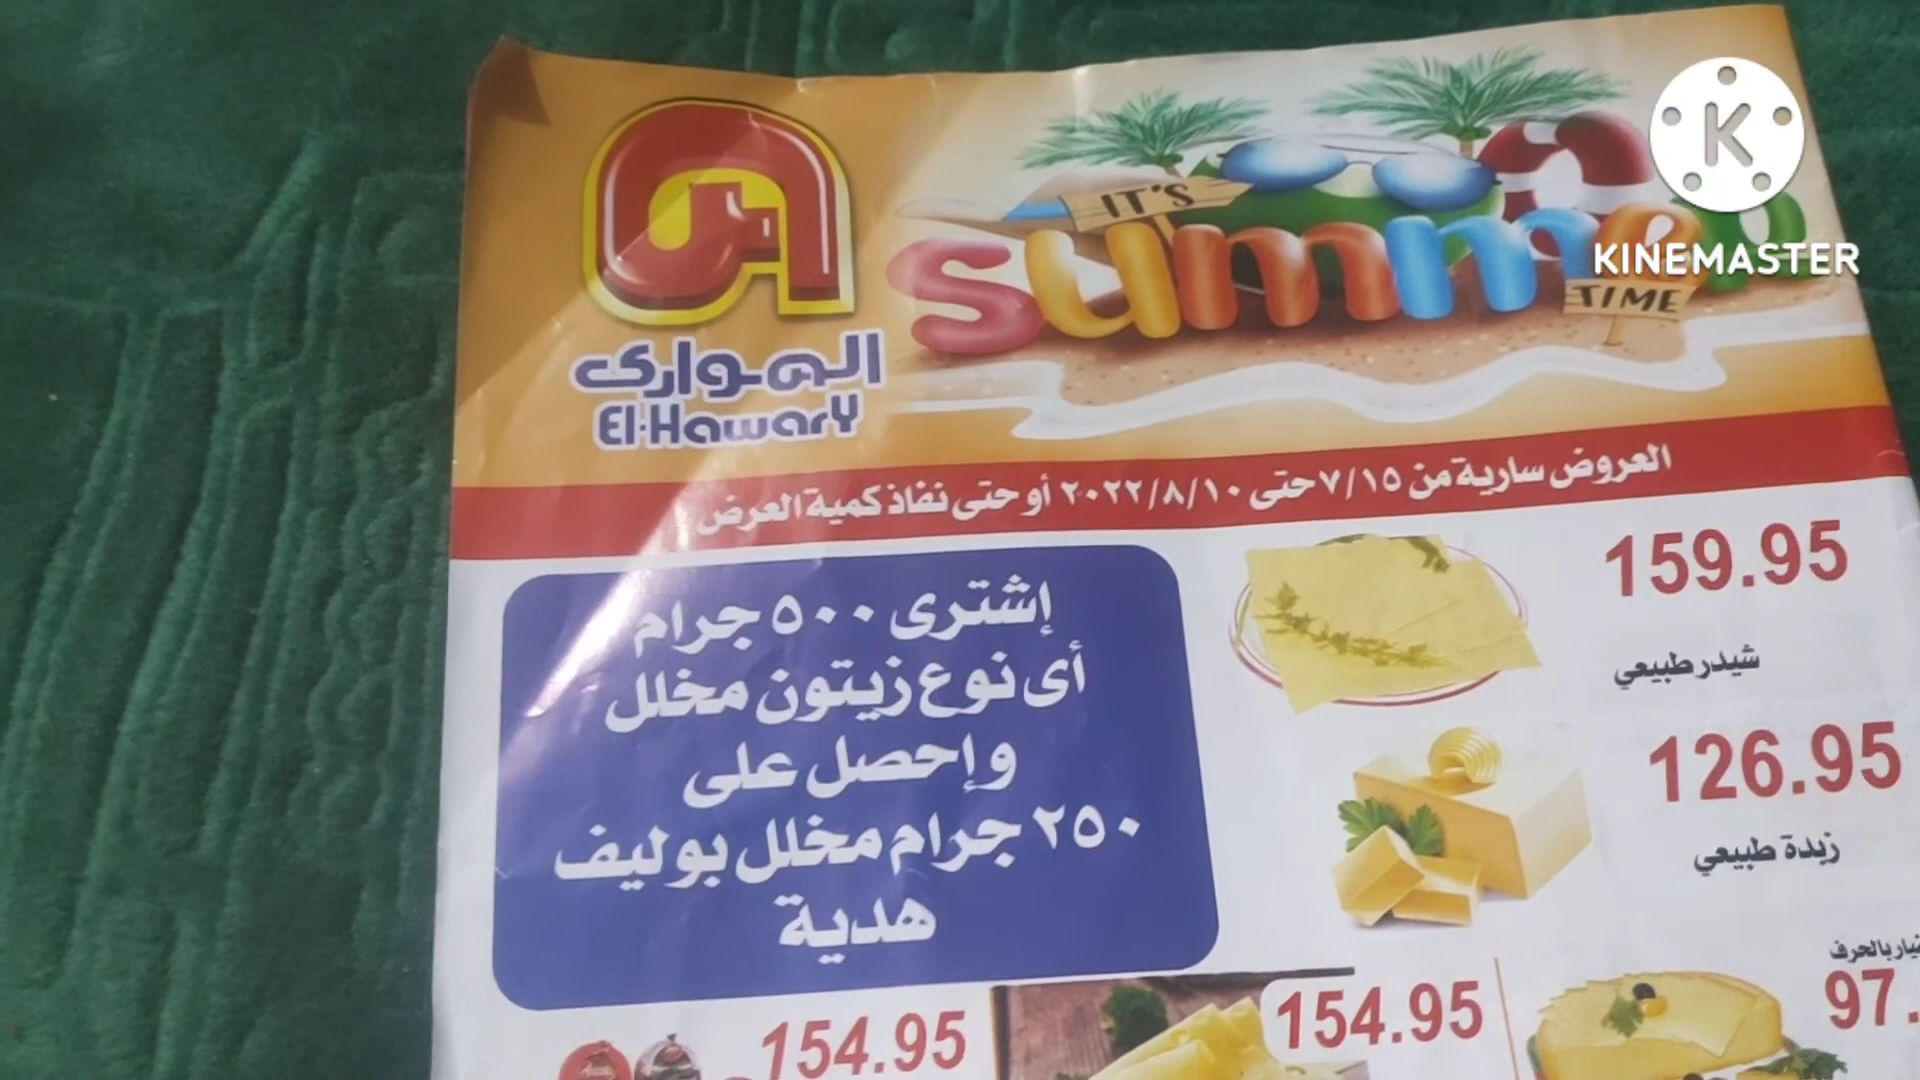 IT'S
summer
TIME
KINEMASTER
الهوارى
El-Hawary
العروض سارية من ٧/١٥ حتى ٢٠٢٢/٨/١٠ أو حتى نفاذ كمية العرض
إشترى ٥٠٠ جرام
أى نوع زيتون مخلل
وإحصل على
٢٥٠ جرام مخلل بوليف
هدية
159.95
شيدر طبيعي
126.95
زبدة طبيعي
154.95
154.95
97.